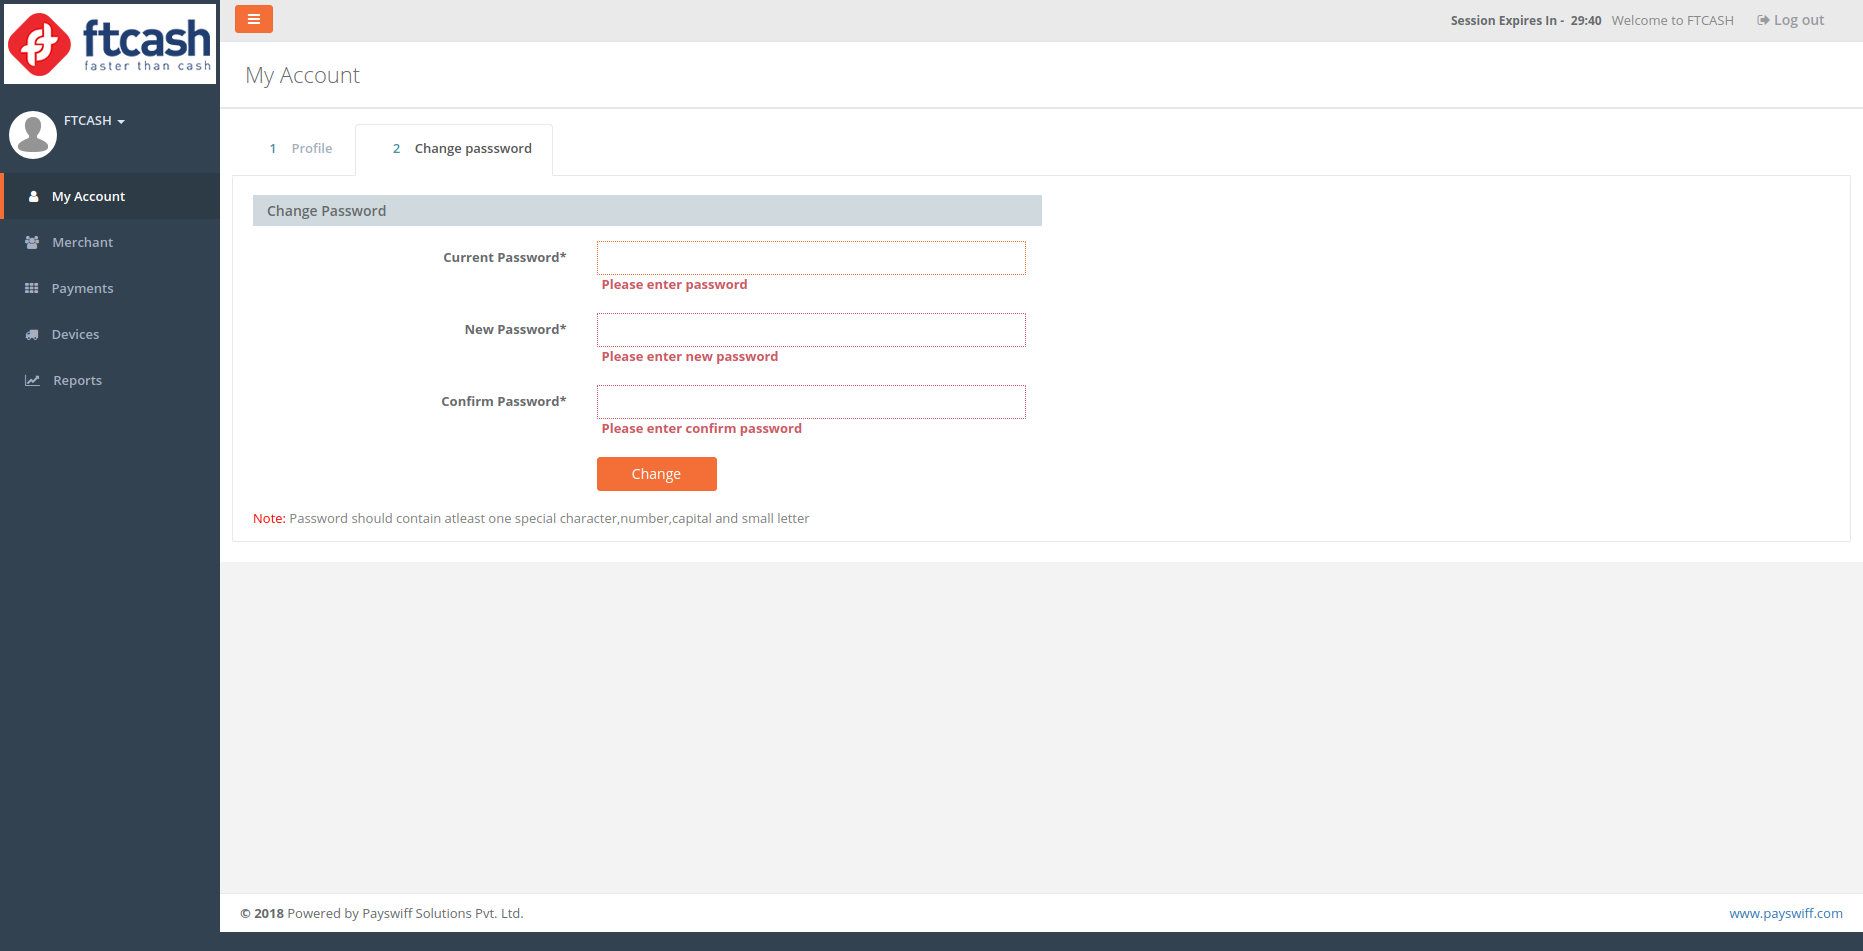 ftcash
faster than cash
Session Expires In - 29:40 Welcome to FTCASH Log out
My Account
FTCASH
My Account
Merchant
Payments
Devices
Reports
1 Profile
2 Change passsword
Change Password
Current Password*
Please enter password
New Password*
Please enter new password
Confirm Password*
Please enter confirm password
Change
Note: Password should contain atleast one special character,number,capital and small letter
© 2018 Powered by Payswiff Solutions Pvt. Ltd.
www.payswiff.com